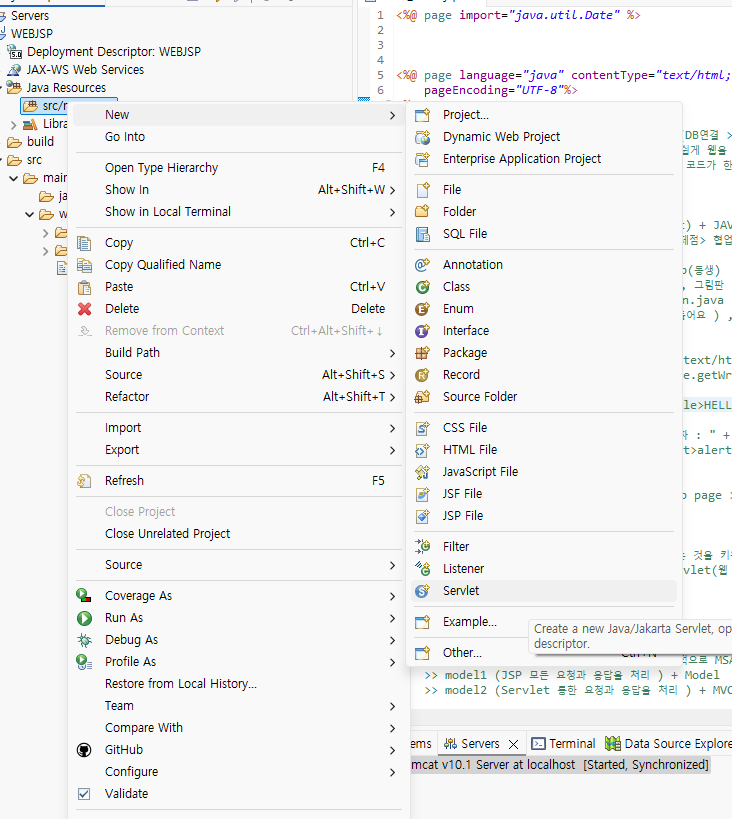 Servers
WEBJSP
Deployment Descriptor: WEBJSP
JAX-WS Web Services
Java Resources
src/
Libra
build
src
main
ja
w
New
Go Into
Open Type Hierarchy F4
Show In Alt+Shift+W >
Show in Local Terminal >
Copy Ctrl+C
Copy Qualified Name
Paste Ctrl+V
Delete Delete
Remove from Context Ctrl+Alt+Shift+↓
Build Path >
Source Alt+Shift+S >
Refactor Alt+Shift+T >
Import >
Export >
Refresh F5
Close Project
Close Unrelated Project
Source >
Coverage As >
Run As >
Debug As >
Profile As >
Restore from Local History...
Team >
Compare With >
GitHub >
Configure >
Validate
Project...
Dynamic Web Project
Enterprise Application Project
File
Folder
SQL File
Annotation
Class
Enum
Interface
Package
Record
Source Folder
CSS File
HTML File
JavaScript File
JSF File
JSP File
Filter
Listener
Servlet
Example...
Other... Ctrl+N
Create a new Java/Jakarta Servlet, op
descriptor.
1 <%@ page import="java.util.Date" %>
2
3
4
5 <%@ page language="java" contentType="text/html;
6 pageEncoding="UTF-8"%>
DB연결 >
쉽게 웹을
코드가 한
) + JAV
제점> 협업
(동생)
, 그림판
n.java
들어요 ) ,
text/ht
e.getWr
le>HELL
자 : " +
t>alert
page >
는 것을 키
vlet(웹
적으로 MSA
>> model1 (JSP 모든 요청과 응답을 처리 ) + Model
>> model2 (Servlet 통한 요청과 응답을 처리 ) + MVC
ems Servers Terminal Data Source Explore
mcat v10.1 Server at localhost [Started, Synchronized]